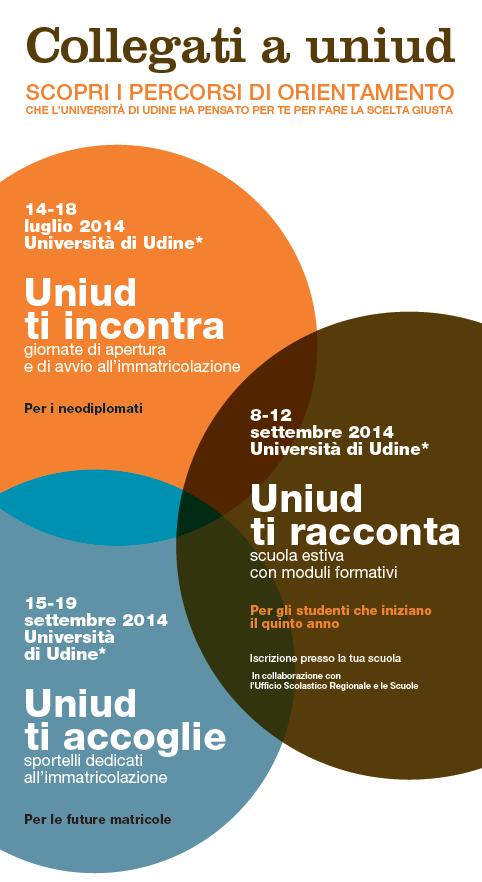 Collegati a uniud
SCOPRI I PERCORSI DI ORIENTAMENTO
CHE L'UNIVERSITÀ DI UDINE HA PENSATO PER TE PER FARE LA SCELTA GIUSTA
14-18
luglio 2014
Università di Udine*
Uniud
ti incontra
giornate di apertura
e di avvio all'immatricolazione
Per i neodiplomati
8-12
settembre 2014
Università di Udine*
Uniud
ti racconta
scuola estiva
con moduli formativi
Per gli studenti che iniziano
il quinto anno
Iscrizione presso la tua scuola
In collaborazione con
l'Ufficio Scolastico Regionale e le Scuole
15-19
settembre 2014
Università
di Udine*
Uniud
ti accoglie
sportelli dedicati
all'immatricolazione
Per le future matricole